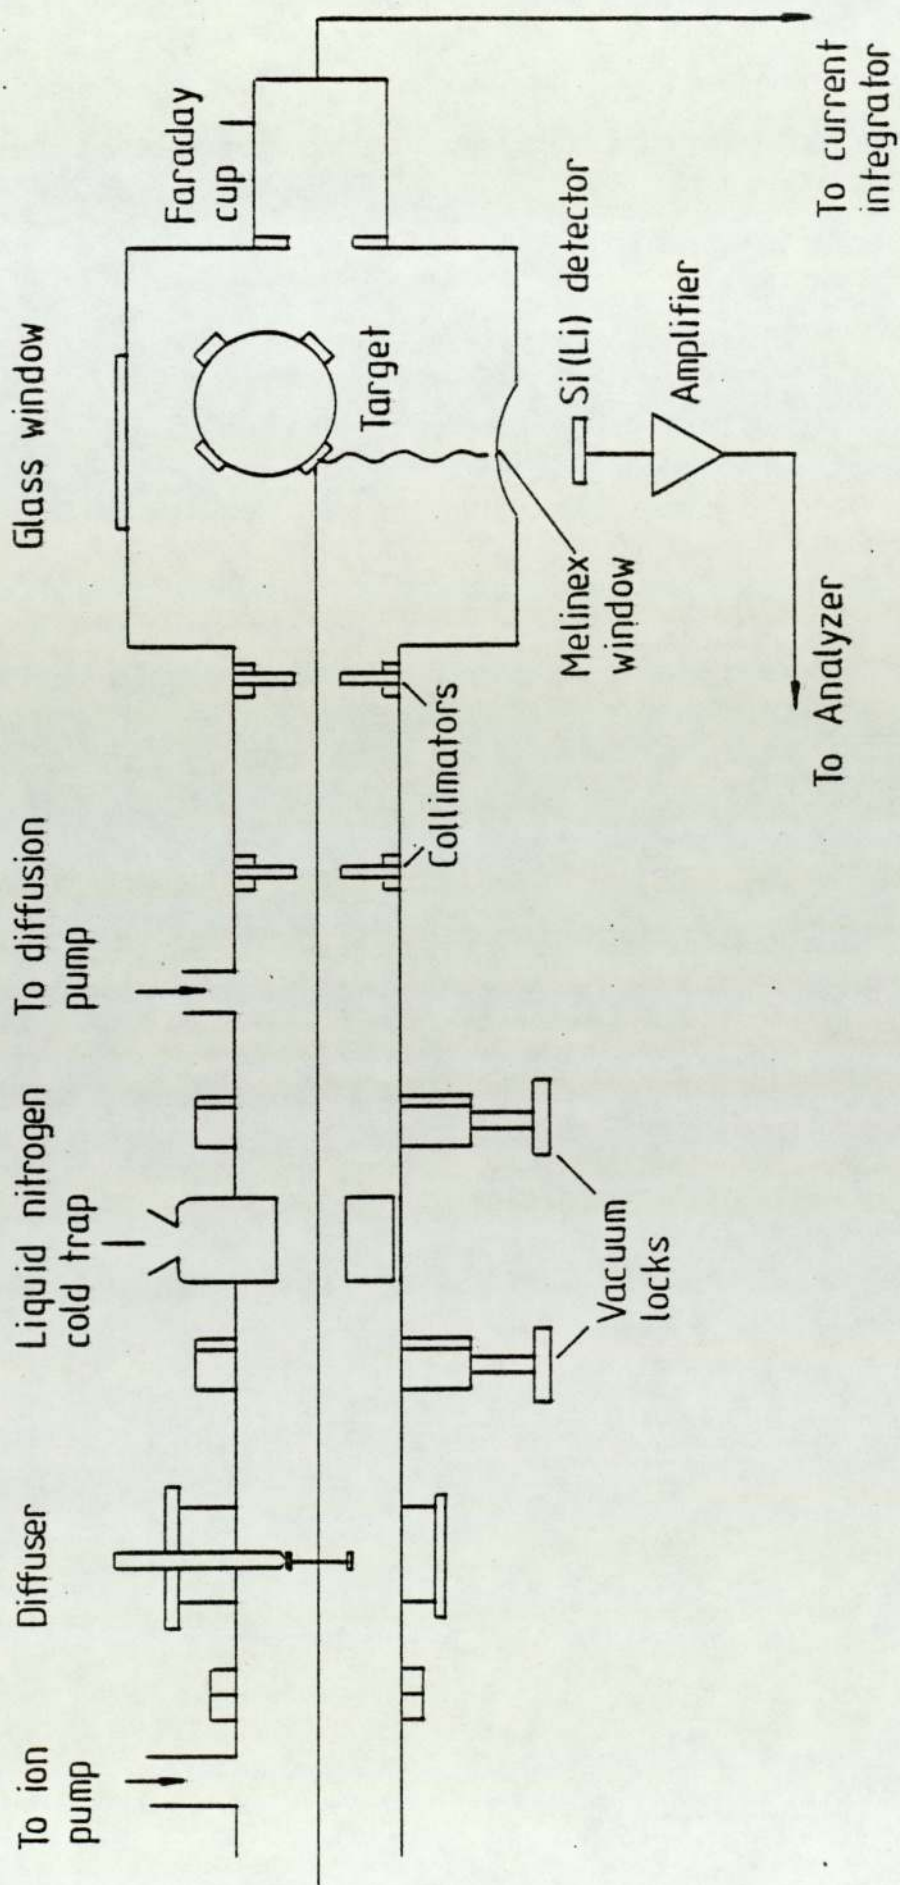 To ion
pump
Diffuser
Liquid nitrogen
cold trap
To diffusion
pump
Glass window
Faraday
cup
Target
Collimators
Vacuum
locks
Melinex
window
Si(Li) detector
Amplifier
To Analyzer
To current
integrator